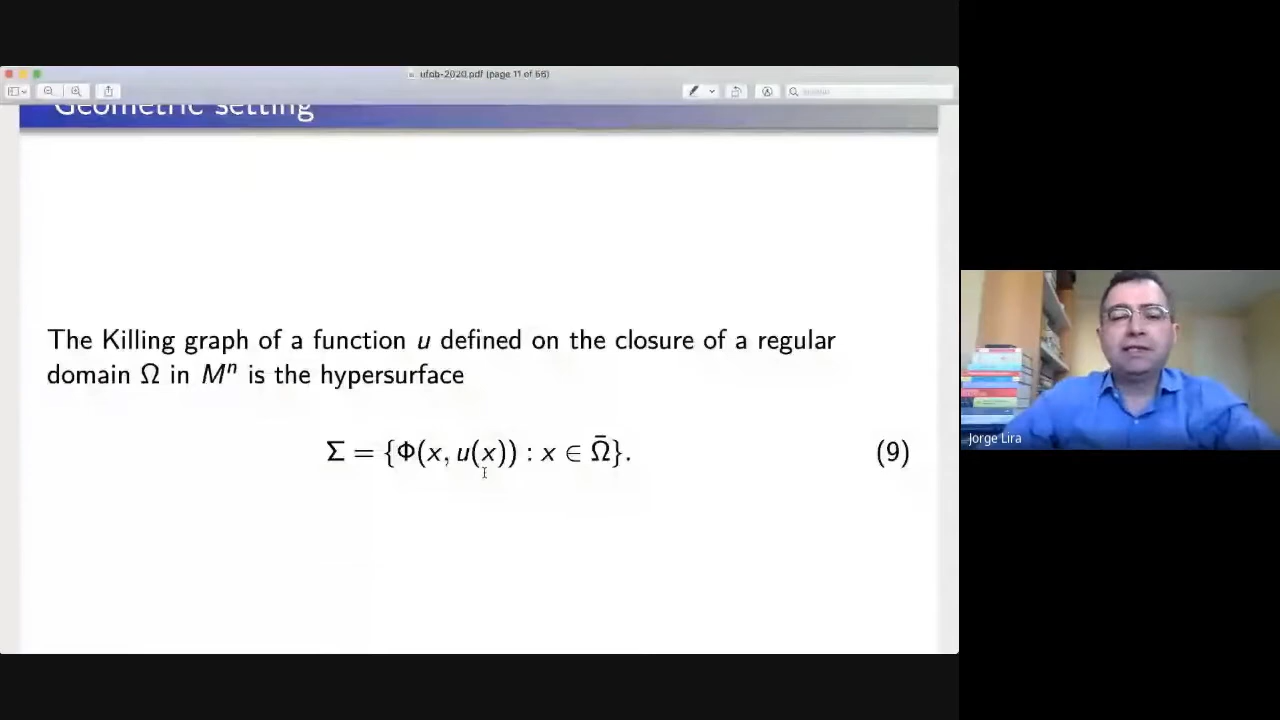 ufab-2020.pdf (page 11 of 66)
Geometric setting
The Killing graph of a function u defined on the closure of a regular
domain Ω in Mⁿ is the hypersurface
Σ = {Φ(x, u(x)) : x ∈ Ω̄}. (9)
Jorge Lira